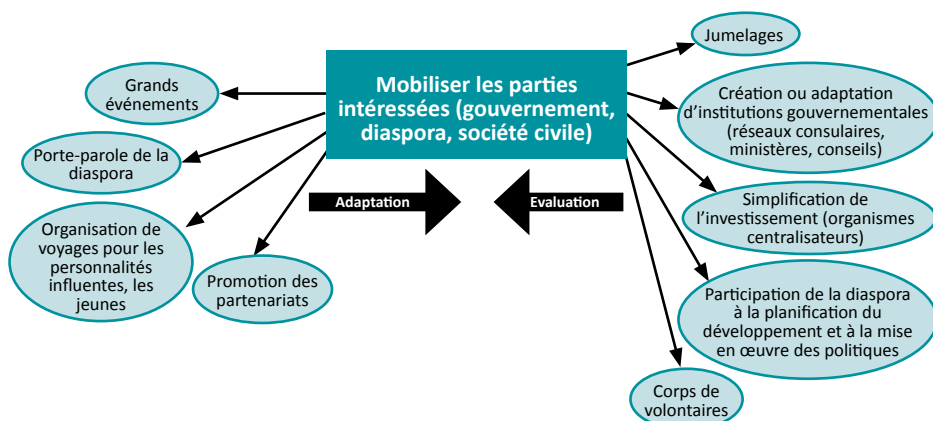 Mobiliser les parties
intéressées (gouvernement,
diaspora, société civile)
Grands
événements
Porte-parole de la
diaspora
Organisation de
voyages pour les
personnalités
influentes, les
jeunes
Promotion des
partenariats
Adaptation
Evaluation
Jumelages
Création ou adaptation
d'institutions gouvernementales
(réseaux consulaires,
ministères, conseils)
Simplification de
l'investissement (organismes
centralisateurs)
Participation de la diaspora
à la planification du
développement et à la mise
en œuvre des politiques
Corps de
volontaires